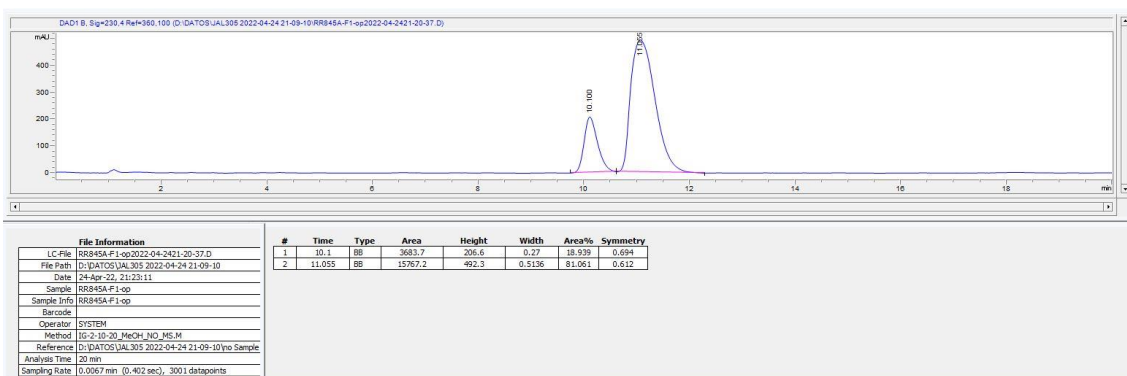 DAD1 B, Sig=230,4 Ref=360,100 (D:\DATOS\JAL305 2022-04-24 21-09-10\RR845A-F1-op2022-04-2421-20-37.D)
mAU
400
300
200
100
0
10.100
11.055
2 4 6 8 10 12 14 16 18 min
File Information
LC-File RR845A-F1-op2022-04-2421-20-37.D
File Path D:\DATOS\JAL305 2022-04-24 21-09-10
Date 24-Apr-22, 21:23:11
Sample RR845A-F1-op
Sample Info RR845A-F1-op
Barcode
Operator SYSTEM
Method IG-2-10-20_MeOH_NO_MS.M
Reference D:\DATOS\JAL305 2022-04-24 21-09-10\no Sample
Analysis Time 20 min
Sampling Rate 0.0067 min (0.402 sec), 3001 datapoints
# Time Type Area Height Width Area% Symmetry
1 10.1 BB 3683.7 206.6 0.27 18.939 0.694
2 11.055 BB 15767.2 492.3 0.5136 81.061 0.612